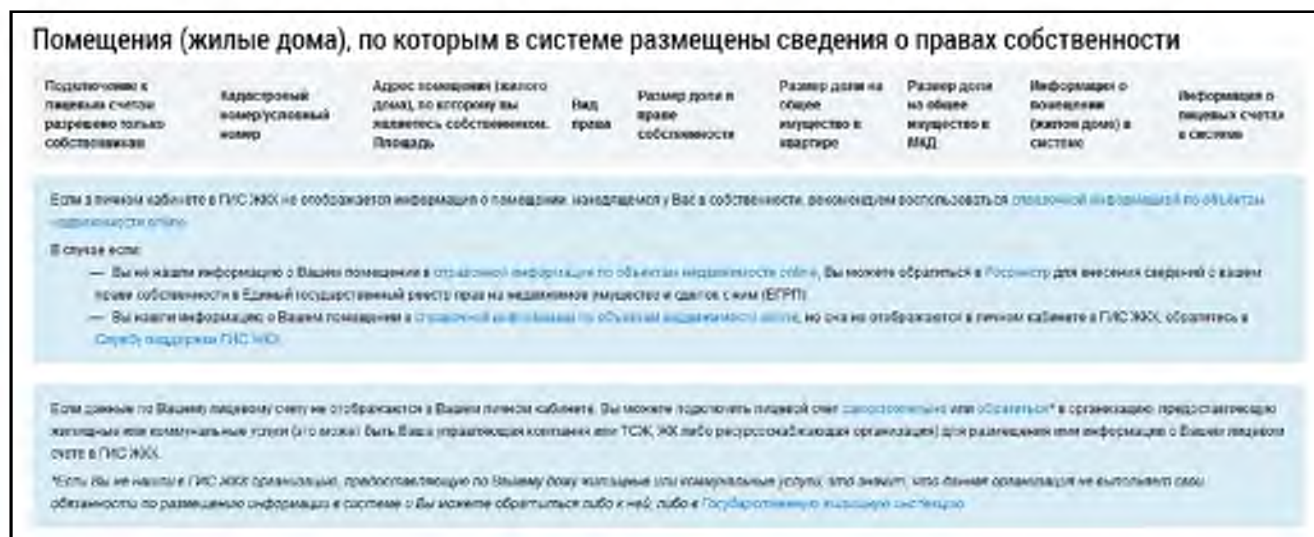 Помещения (жилые дома), по которым в системе размещены сведения о правах собственности
Подключение к лицевым счетам разрешено только собственникам
Кадастровый номер/условный номер
Адрес помещения (жилого дома), по которому вы являетесь собственником. Площадь
Вид права
Размер доли в праве собственности
Размер доли на общее имущество в квартире
Размер доли на общее имущество в МКД
Информация о помещении (жилом доме) в системе
Информация о лицевых счетах в системе
Если в личном кабинете в ГИС ЖКХ не отображается информация о помещении, находящемся у Вас в собственности, рекомендуем воспользоваться справочной информацией по объектам
недвижимости online
В случае если:
— Вы не нашли информацию о Вашем помещении в справочной информации по объектам недвижимости online, Вы можете обратиться в Росреестр для внесения сведений о вашем
праве собственности в Единый государственный реестр прав на недвижимое имущество и сделок с ним (ЕГРП)
— Вы нашли информацию о Вашем помещении в справочной информации по объектам недвижимости online, но она не отображается в личном кабинете в ГИС ЖКХ, обратитесь в
Службу поддержки ГИС ЖКХ
Если данные по Вашему лицевому счету не отображаются в Вашем личном кабинете, Вы можете подключить лицевой счет самостоятельно или обратиться* в организацию, предоставляющую
жилищные или коммунальные услуги (это может быть Ваша управляющая компания или ТСЖ, ЖК либо ресурсоснабжающая организация) для размещения ими информации о Вашем лицевом
счете в ГИС ЖКХ.
*Если Вы не нашли в ГИС ЖКХ организацию, предоставляющую по Вашему дому жилищные или коммунальные услуги, это значит, что данная организация не выполняет свои
обязанности по размещению информации в системе и Вы можете обратиться либо к ней, либо в Государственную жилищную инспекцию